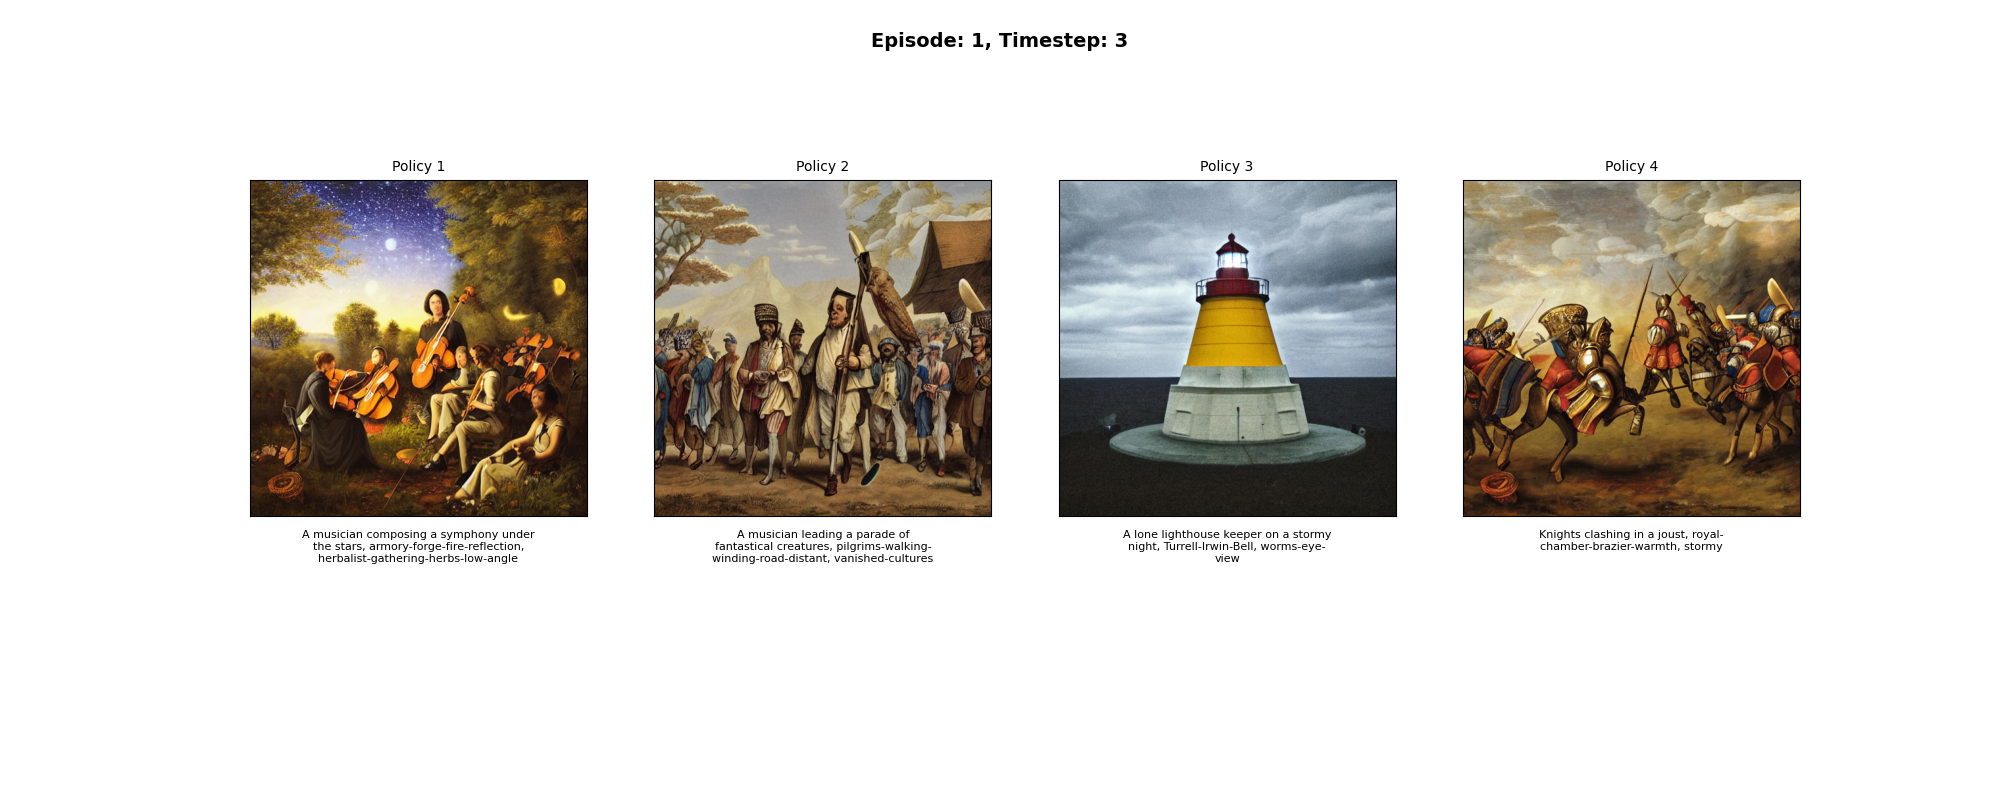 Episode: 1, Timestep: 3
Policy 1
A musician composing a symphony under
the stars, armory-forge-fire-reflection,
herbalist-gathering-herbs-low-angle
Policy 2
A musician leading a parade of
fantastical creatures, pilgrims-walking-
winding-road-distant, vanished-cultures
Policy 3
A lone lighthouse keeper on a stormy
night, Turrell-Irwin-Bell, worms-eye-
view
Policy 4
Knights clashing in a joust, royal-
chamber-brazier-warmth, stormy